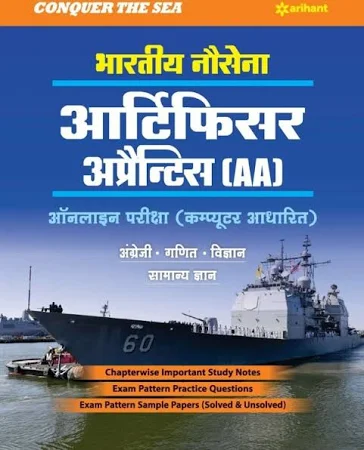 CONQUER THE SEA
arihant
भारतीय नौसेना
आर्टिफिसर
अप्रैन्टिस (AA)
ऑनलाइन परीक्षा (कम्प्यूटर आधारित)
अंग्रेजी • गणित • विज्ञान
सामान्य ज्ञान
60
Chapterwise Important Study Notes
Exam Pattern Practice Questions
Exam Pattern Sample Papers (Solved & Unsolved)